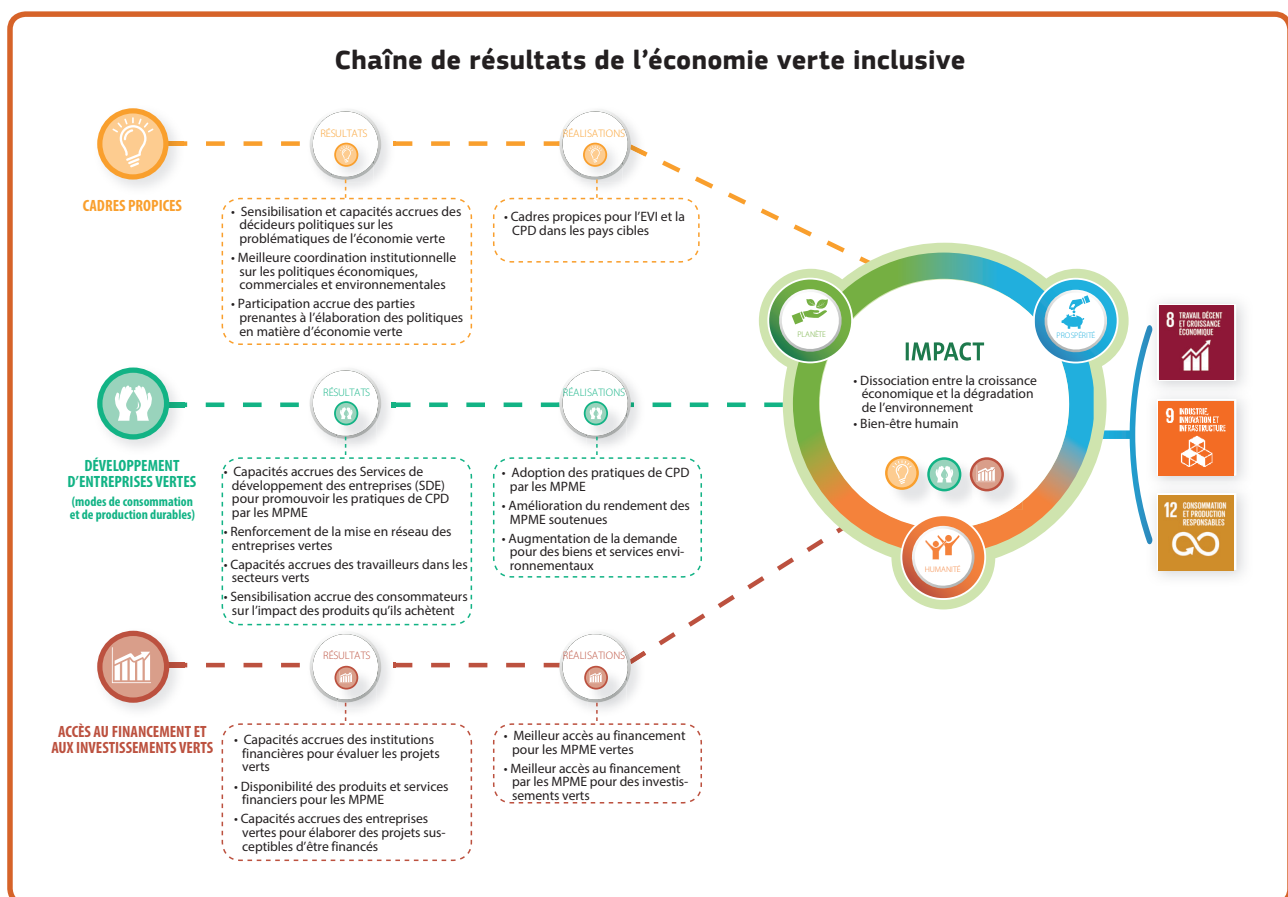 Chaîne de résultats de l'économie verte inclusive
CADRES PROPICES
RÉSULTATS
• Sensibilisation et capacités accrues des
décideurs politiques sur les
problématiques de l'économie verte
• Meilleure coordination institutionnelle
sur les politiques économiques,
commerciales et environnementales
• Participation accrue des parties
prenantes à l'élaboration des politiques
en matière d'économie verte
RÉALISATIONS
• Cadres propices pour l'EVI et la
CPD dans les pays cibles
DÉVELOPPEMENT
D'ENTREPRISES VERTES
(modes de consommation
et de production durables)
RÉSULTATS
• Capacités accrues des Services de
développement des entreprises (SDE)
pour promouvoir les pratiques de CPD
par les MPME
• Renforcement de la mise en réseau des
entreprises vertes
• Capacités accrues des travailleurs dans les
secteurs verts
• Sensibilisation accrue des consommateurs
sur l'impact des produits qu'ils achètent
RÉALISATIONS
• Adoption des pratiques de CPD
par les MPME
• Amélioration du rendement des
MPME soutenues
• Augmentation de la demande
pour des biens et services envi-
ronnementaux
ACCÈS AU FINANCEMENT ET
AUX INVESTISSEMENTS VERTS
RÉSULTATS
• Capacités accrues des institutions
financières pour évaluer les projets
verts
• Disponibilité des produits et services
financiers pour les MPME
• Capacités accrues des entreprises
vertes pour élaborer des projets sus-
ceptibles d'être financés
RÉALISATIONS
• Meilleur accès au financement
pour les MPME vertes
• Meilleur accès au financement
par les MPME pour des investis-
sements verts
PLANÈTE
PROSPÉRITÉ
IMPACT
• Dissociation entre la croissance
économique et la dégradation
de l'environnement
• Bien-être humain
HUMANITÉ
8 TRAVAIL DÉCENT
ET CROISSANCE
ÉCONOMIQUE
9 INDUSTRIE,
INNOVATION ET
INFRASTRUCTURE
12 CONSOMMATION
ET PRODUCTION
RESPONSABLES